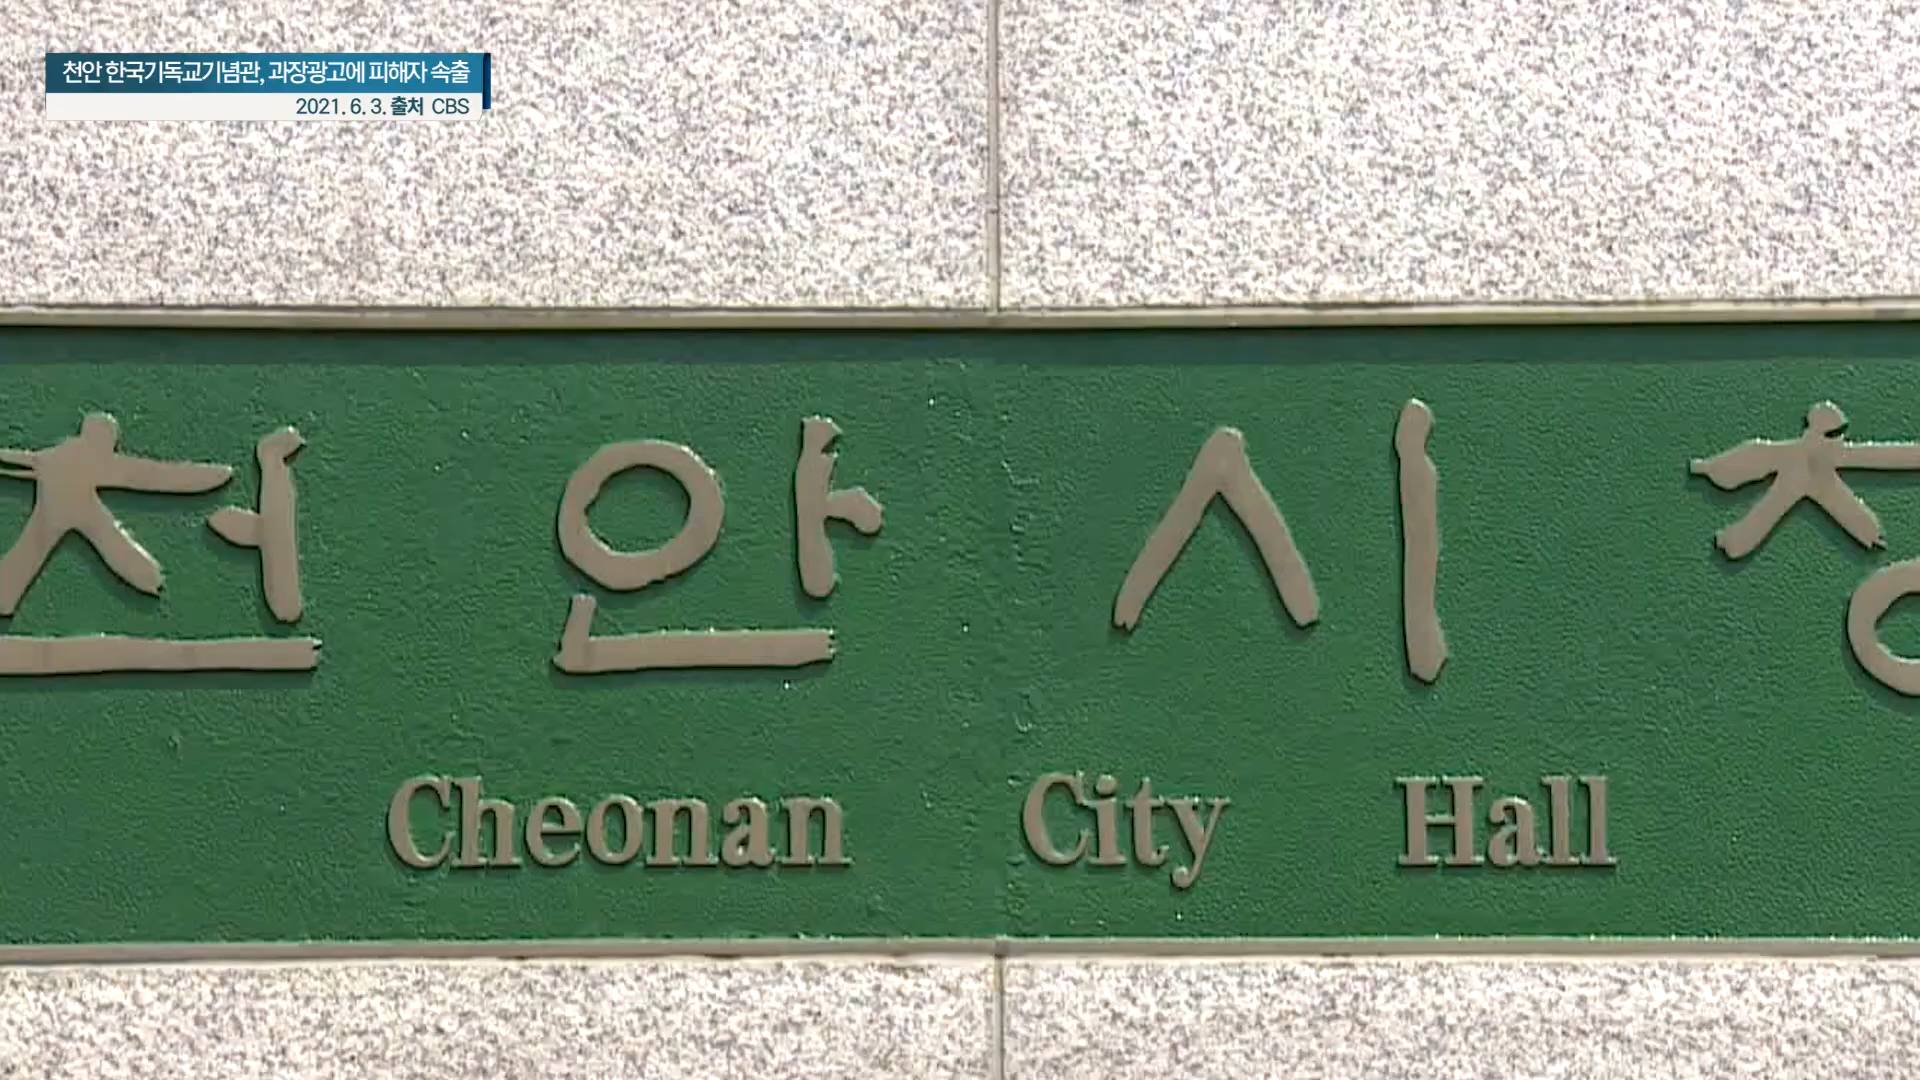 천안 한국기독교기념관, 과장광고에 피해자 속출
2021. 6. 3. 출처 CBS
천안시청
Cheonan City Hall